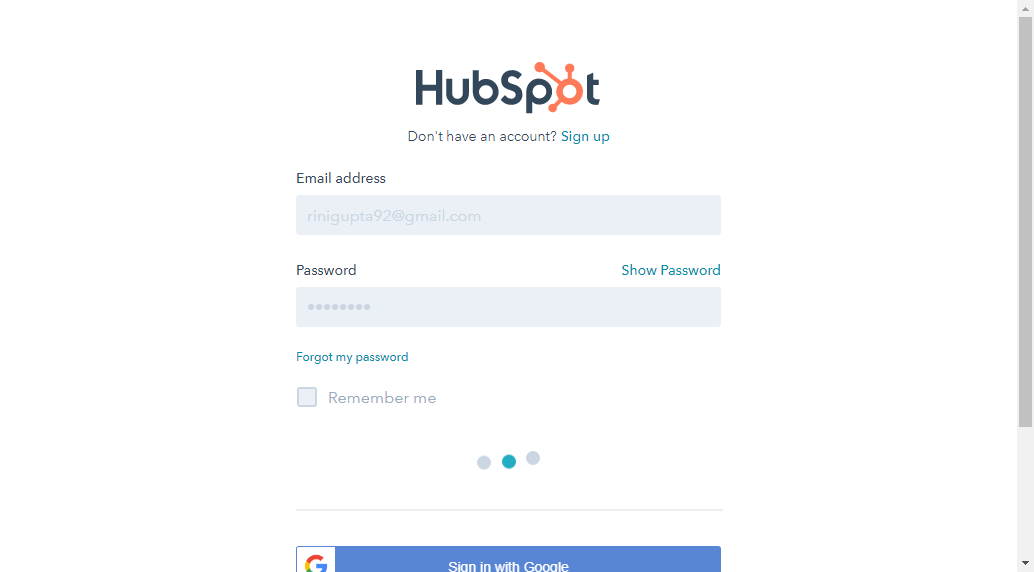 HubSpot
Don't have an account? Sign up
Email address
rinigupta92@gmail.com
Password Show Password
Forgot my password
Remember me
Sign in with Google